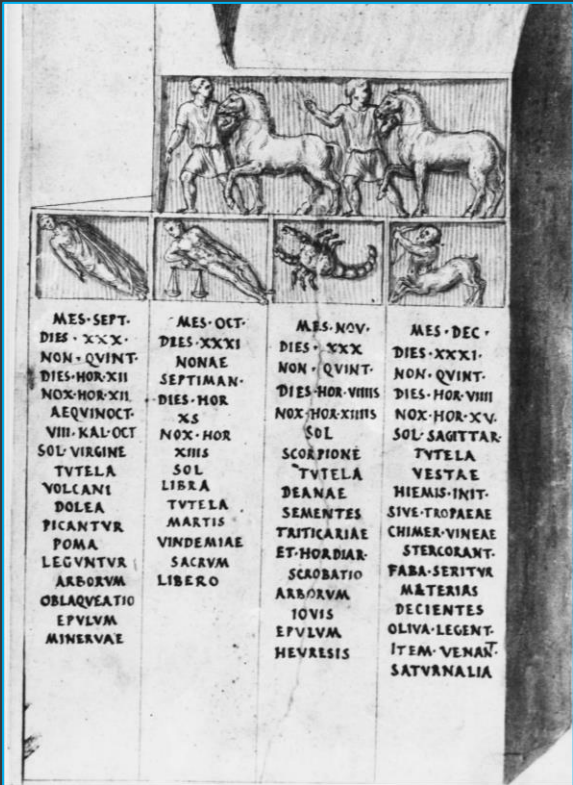 MES·SEPT·
DIES·XXX·
NON·QVINT·
DIES·HOR·XII
NOX·HOR·XII
AEQVINOCT·
VIII·KAL·OCT
SOL·VIRGINE
TVTELA
VOLCANI
DOLEA
PICANTVR
POMA
LEGVNTVR
ARBORVM
OBLAQVEATIO
EPVLVM
MINERVAE
MES·OCT·
DIES·XXXI
NONAE
SEPTIMAN·
DIES·HOR
XS
NOX·HOR
XIIIS
SOL
LIBRA
TVTELA
MARTIS
VINDEMIAE
SACRVM
LIBERO
MES·NOV·
DIES·XXX
NON·QVINT·
DIES·HOR·VIIIIS
NOX·HOR·XIIIIS
SOL
SCORPIONE
TVTELA
DEANAE
SEMENTES
TRITICARIAE
ET·HORDIAR·
SCROBATIO
ARBORVM
IOVIS
EPVLVM
HEVRESIS
MES·DEC·
DIES·XXXI·
NON·QVINT·
DIES·HOR·VIIII
NOX·HOR·XV·
SOL·SAGITTAR·
TVTELA
VESTAE
HIEMIS·INIT·
SIVE·TROPAEAE
CHIMER·VINEAE
STERCORANT·
FABA·SERITVR
MATERIAS
DECIENTES
OLIVA·LEGENT·
ITEM·VENANT·
SATVRNALIA